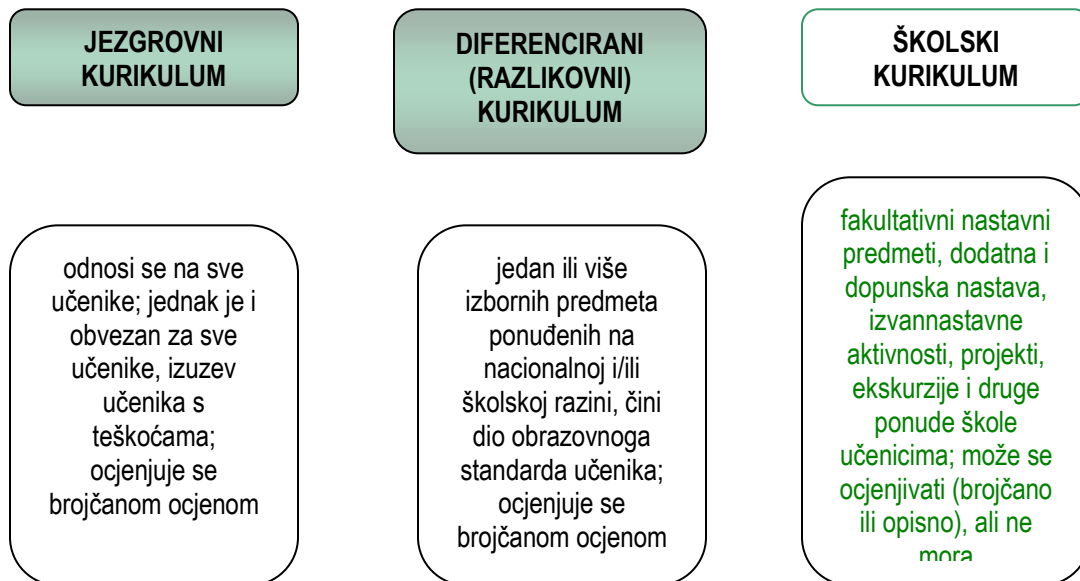 JEZGROVNI
KURIKULUM
DIFERENCIRANI
(RAZLIKOVNI)
KURIKULUM
ŠKOLSKI
KURIKULUM
odnosi se na sve
učenike; jednak je i
obvezan za sve
učenike, izuzev
učenika s
teškoćama;
ocjenjuje se
brojčanom ocjenom
jedan ili više
izbornih predmeta
ponuđenih na
nacionalnoj i/ili
školskoj razini, čini
dio obrazovnoga
standarda učenika;
ocjenjuje se
brojčanom ocjenom
fakultativni nastavni
predmeti, dodatna i
dopunska nastava,
izvannastavne
aktivnosti, projekti,
ekskurzije i druge
ponude škole
učenicima; može se
ocjenjivati (brojčano
ili opisno), ali ne
mora